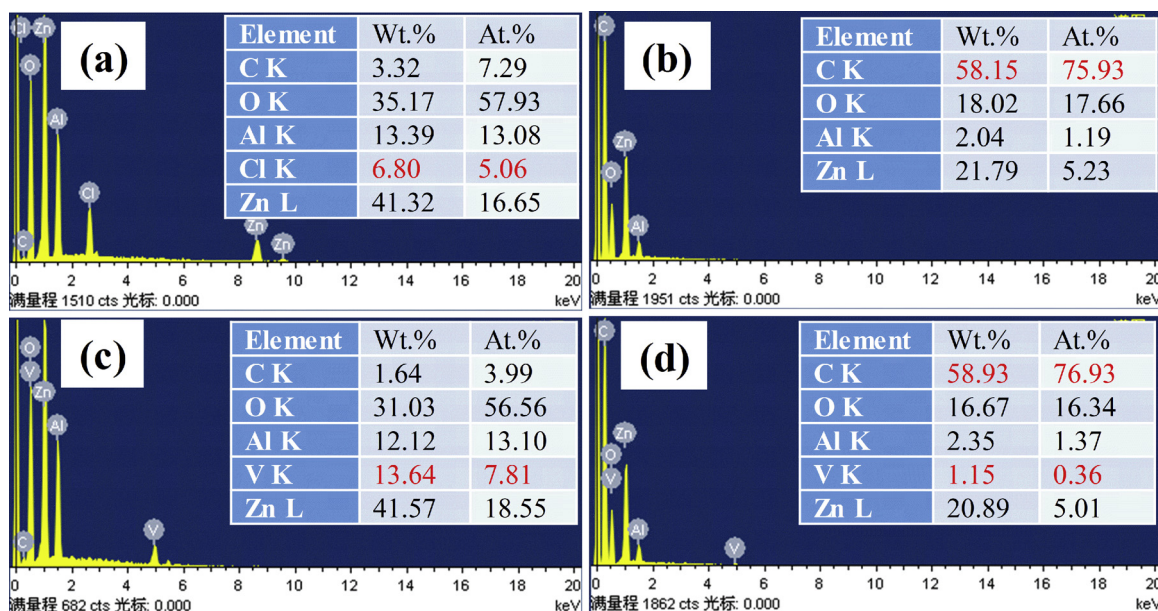 (a)
Element Wt.% At.%
C K 3.32 7.29
O K 35.17 57.93
Al K 13.39 13.08
Cl K 6.80 5.06
Zn L 41.32 16.65
Cl Zn
O
Al
Cl
C
Zn
Zn
0 2 4 6 8 10 12 14 16 18 20
满量程 1510 cts 光标: 0.000 keV
(b)
Element Wt.% At.%
C K 58.15 75.93
O K 18.02 17.66
Al K 2.04 1.19
Zn L 21.79 5.23
C
Zn
O
Al
0 2 4 6 8 10 12 14 16 18 20
满量程 1951 cts 光标: 0.000 keV
(c)
Element Wt.% At.%
C K 1.64 3.99
O K 31.03 56.56
Al K 12.12 13.10
V K 13.64 7.81
Zn L 41.57 18.55
O
V
Zn
Al
C
V
0 2 4 6 8 10 12 14 16 18 20
满量程 682 cts 光标: 0.000 keV
(d)
Element Wt.% At.%
C K 58.93 76.93
O K 16.67 16.34
Al K 2.35 1.37
V K 1.15 0.36
Zn L 20.89 5.01
C
Zn
O
V
Al
V
0 2 4 6 8 10 12 14 16 18 20
满量程 1862 cts 光标: 0.000 keV